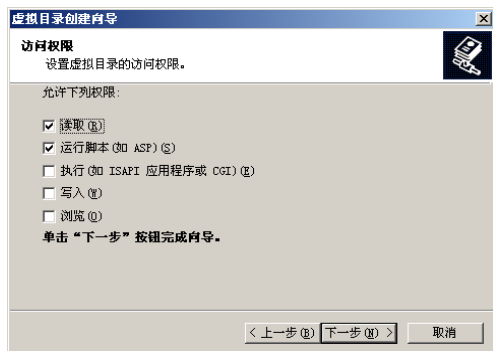 虚拟目录创建向导
访问权限
设置虚拟目录的访问权限。
允许下列权限:
读取(R)
运行脚本(如 ASP)(S)
执行(如 ISAPI 应用程序或 CGI)(E)
写入(W)
浏览(O)
单击“下一步”按钮完成向导。
< 上一步(B) 下一步(N) > 取消